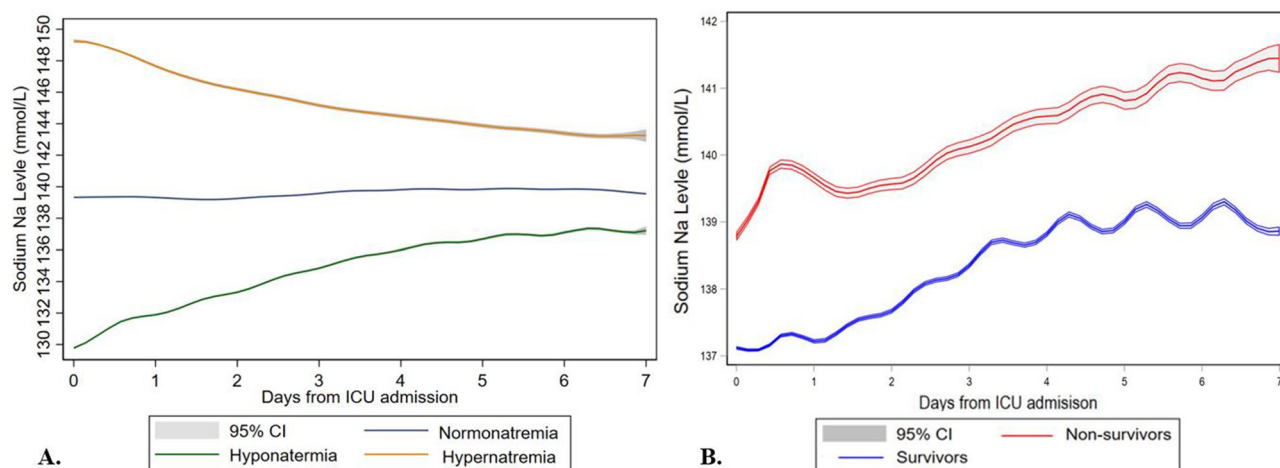 Sodium Na Levle (mmol/L)
150
148
146
144
142
140
138
136
134
132
130
0 1 2 3 4 5 6 7
Days from ICU admission
95% CI Normonatremia
Hyponatermia Hypernatremia
A.
Sodium Na Levle (mmol/L)
142
141
140
139
138
137
0 1 2 3 4 5 6 7
Days from ICU admisison
95% CI Non-survivors
Survivors
B.